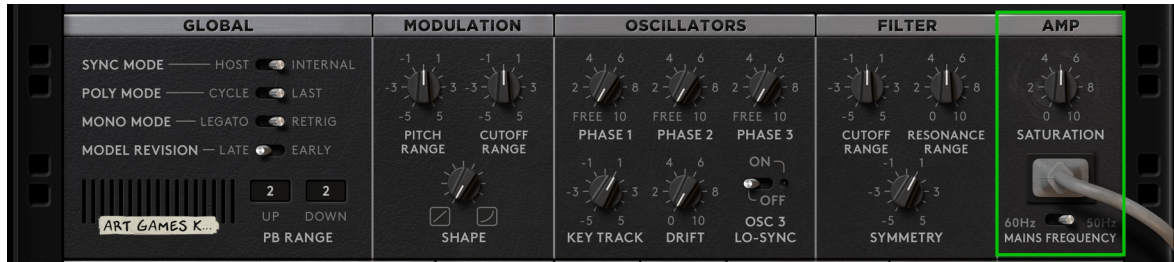 GLOBAL
MODULATION
OSCILLATORS
FILTER
AMP
SYNC MODE HOST INTERNAL
POLY MODE CYCLE LAST
MONO MODE LEGATO RETRIG
MODEL REVISION LATE EARLY
ART GAMES K...
2 2
UP DOWN
PB RANGE
-1 1
-3 3
-5 5
PITCH
RANGE
-1 1
-3 3
-5 5
CUTOFF
RANGE
SHAPE
4 6
2 8
FREE 10
PHASE 1
4 6
2 8
FREE 10
PHASE 2
4 6
2 8
FREE 10
PHASE 3
-1 1
-3 3
-5 5
KEY TRACK
4 6
2 8
0 10
DRIFT
ON
OFF
OSC 3
LO-SYNC
-1 1
-3 3
-5 5
CUTOFF
RANGE
4 6
2 8
0 10
RESONANCE
RANGE
-1 1
-3 3
-5 5
SYMMETRY
4 6
2 8
0 10
SATURATION
60Hz 50Hz
MAINS FREQUENCY